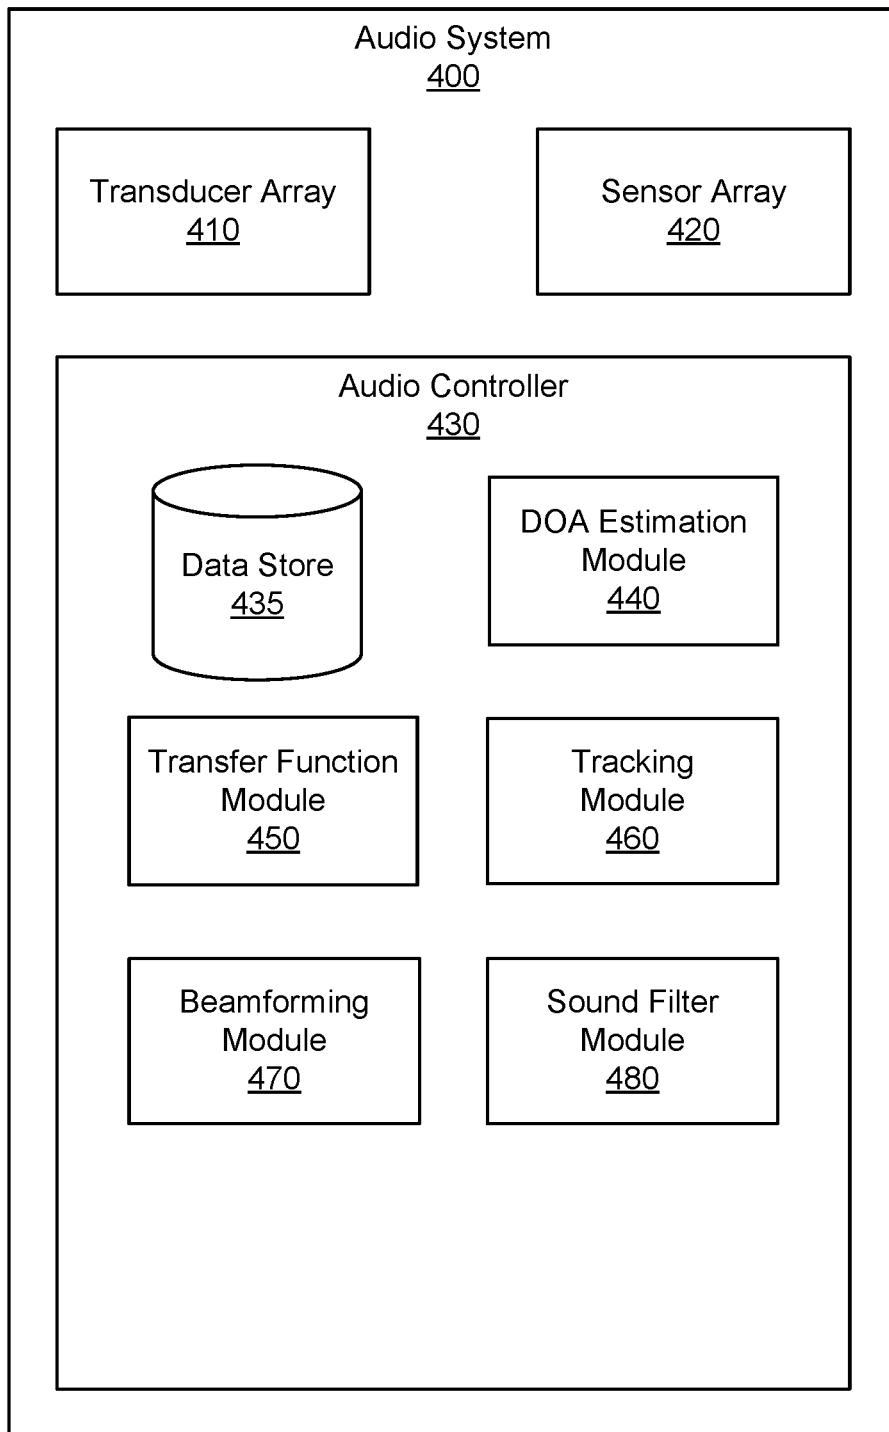 Audio System
400
Transducer Array
410
Sensor Array
420
Audio Controller
430
Data Store
435
DOA Estimation
Module
440
Transfer Function
Module
450
Tracking
Module
460
Beamforming
Module
470
Sound Filter
Module
480